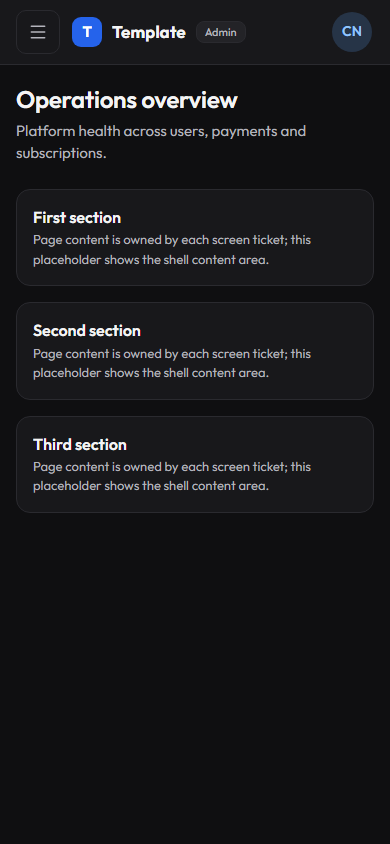 T Template Admin CN
Operations overview
Platform health across users, payments and
subscriptions.
First section
Page content is owned by each screen ticket; this
placeholder shows the shell content area.
Second section
Page content is owned by each screen ticket; this
placeholder shows the shell content area.
Third section
Page content is owned by each screen ticket; this
placeholder shows the shell content area.